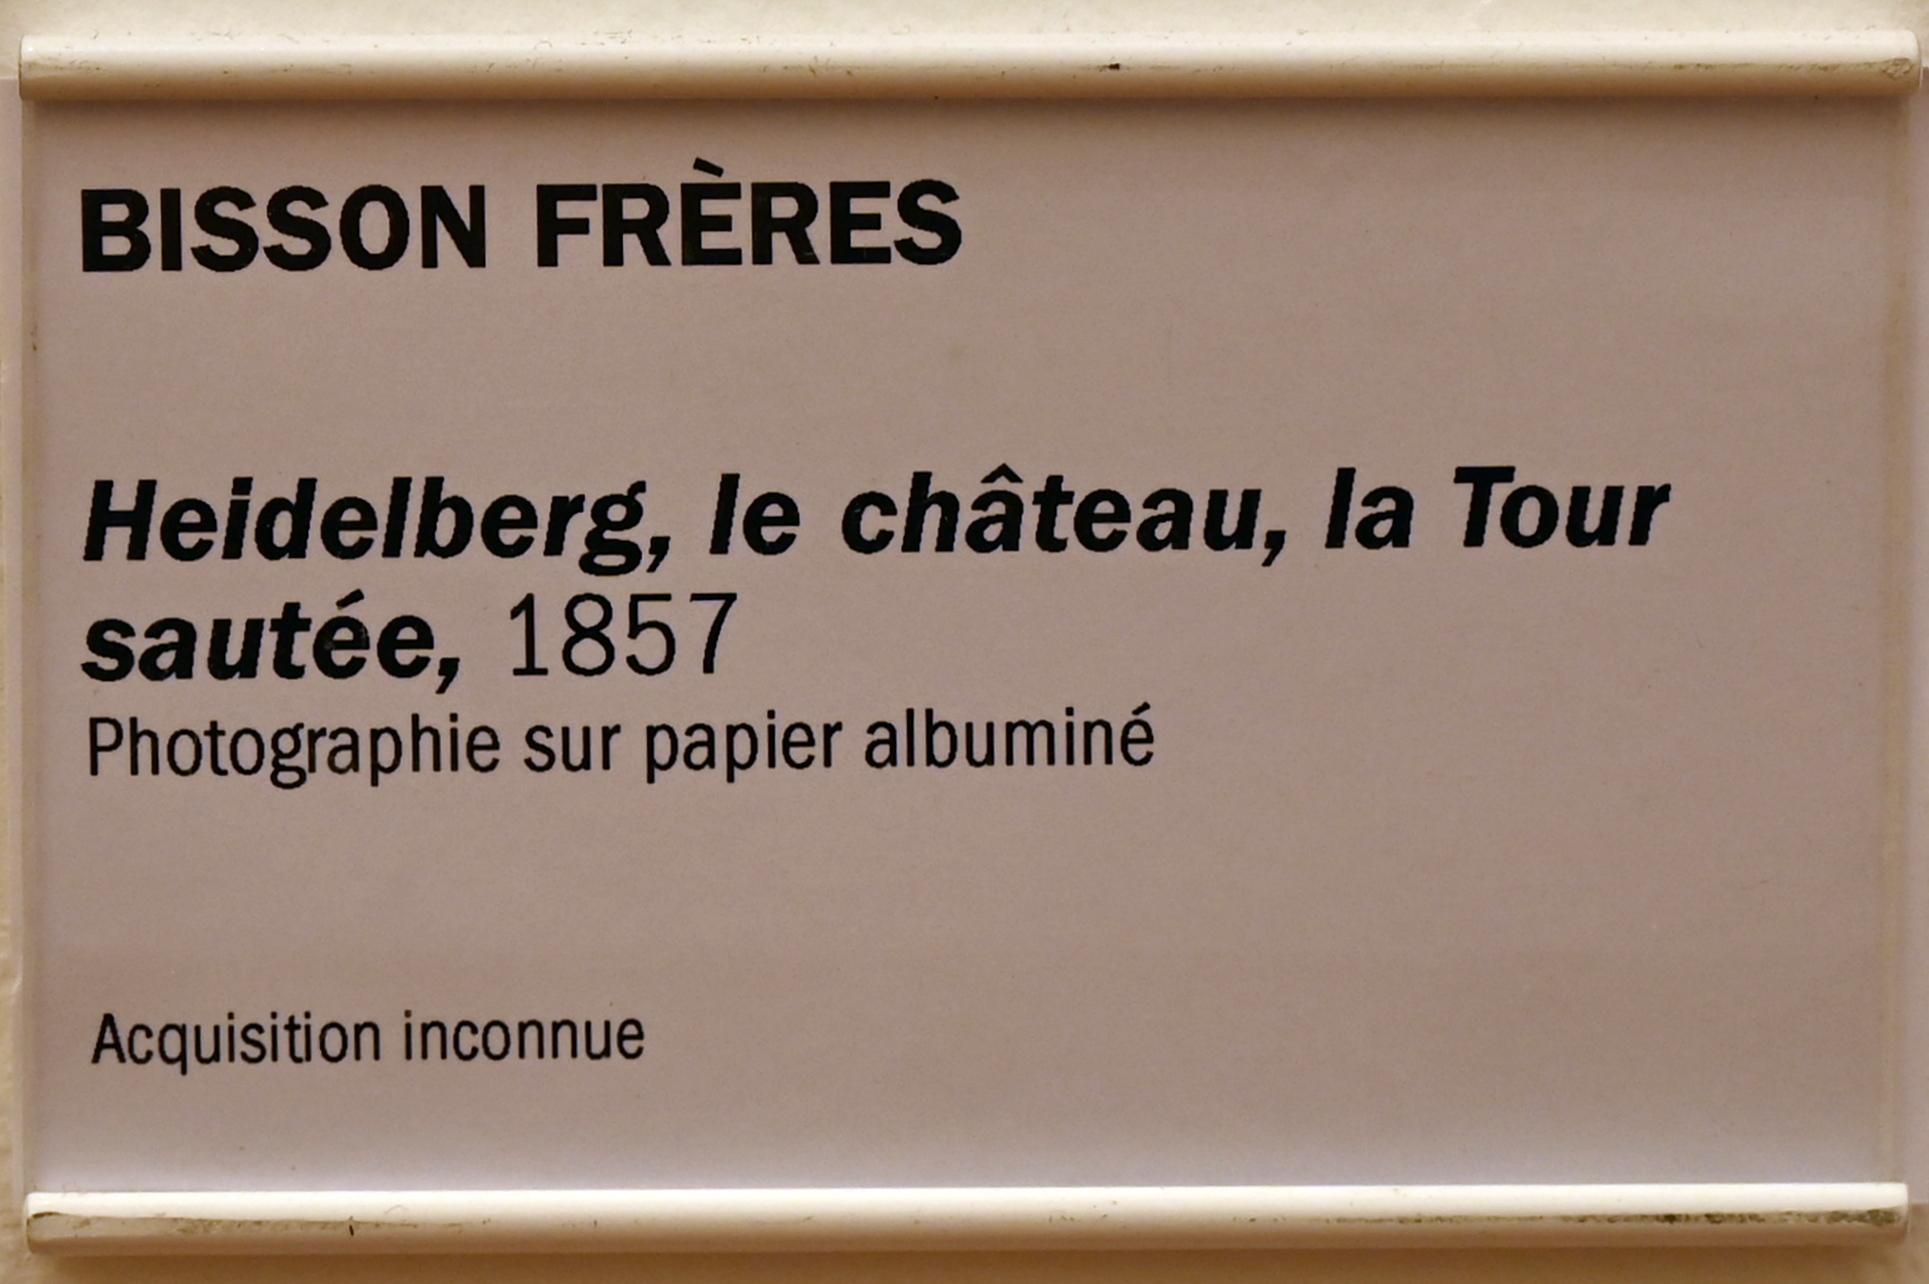 BISSON FRÈRES
Heidelberg, le château, la Tour
sautée, 1857
Photographie sur papier albuminé
Acquisition inconnue